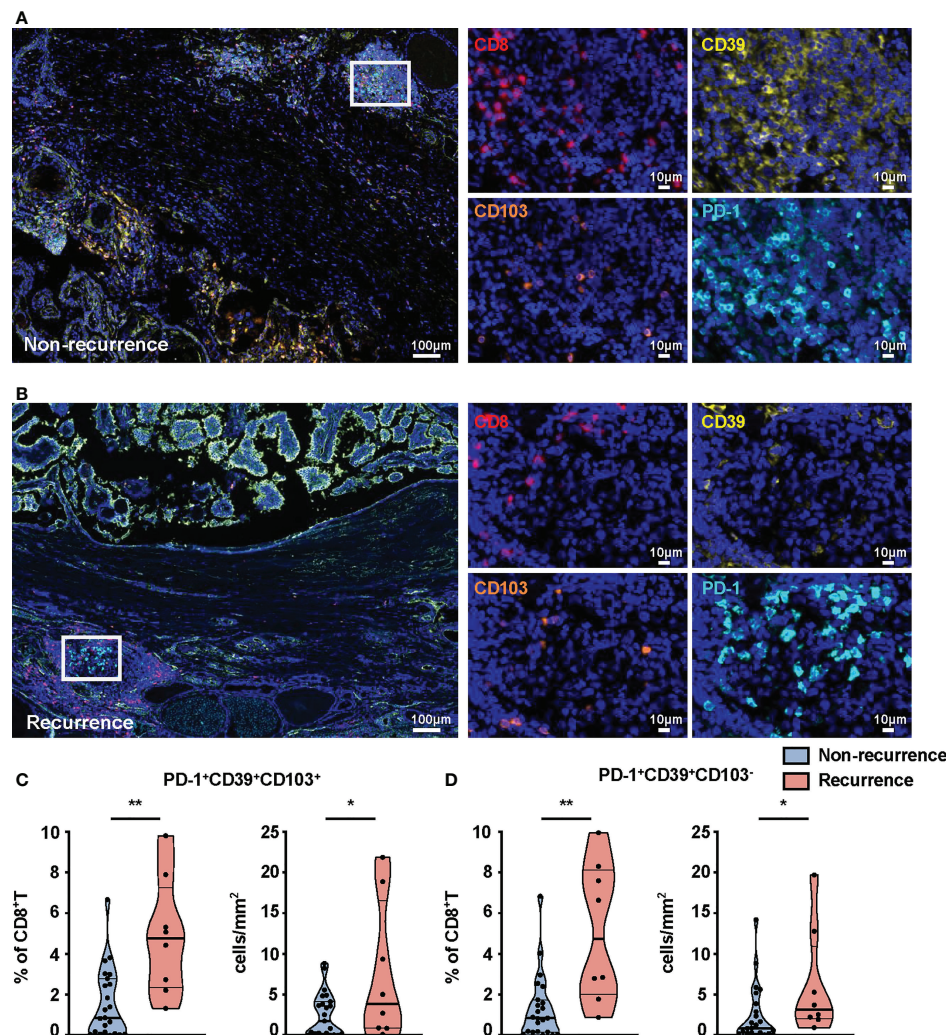 A
Non-recurrence
100μm
CD8
10μm
CD39
10μm
CD103
10μm
PD-1
10μm
B
Recurrence
100μm
CD8
10μm
CD39
10μm
CD103
10μm
PD-1
10μm
Non-recurrence
Recurrence
C
PD-1⁺CD39⁺CD103⁺
% of CD8⁺T
10
8
6
4
2
0
**
cells/mm²
25
20
15
10
5
0
*
D
PD-1⁺CD39⁺CD103⁻
% of CD8⁺T
10
8
6
4
2
0
**
cells/mm²
25
20
15
10
5
0
*